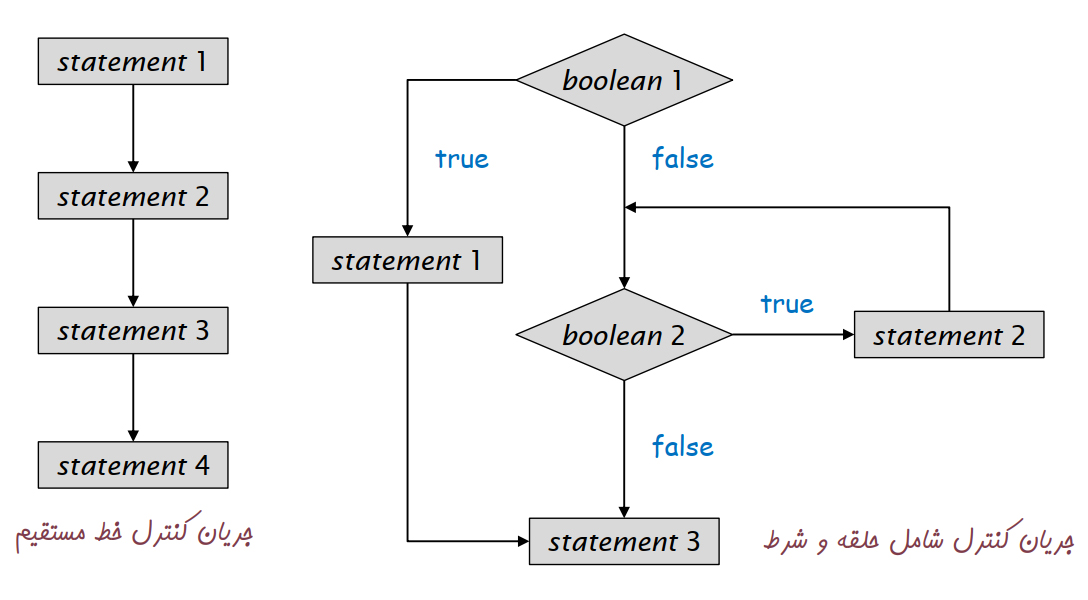 statement 1
statement 2
statement 3
statement 4
جریان کنترل خط مستقیم
boolean 1
true
false
statement 1
boolean 2
true
statement 2
false
statement 3
جریان کنترل شامل حلقه و شرط